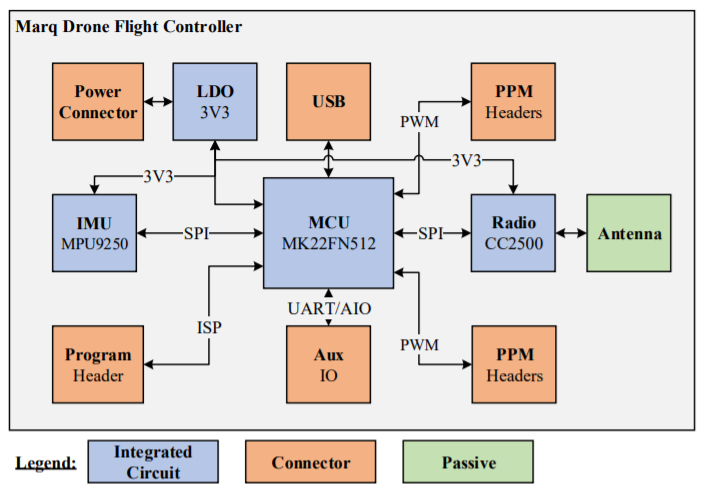 Marq Drone Flight Controller
Power
Connector
LDO
3V3
USB
PPM
Headers
PWM
3V3
3V3
IMU
MPU9250
SPI
MCU
MK22FN512
SPI
Radio
CC2500
Antenna
UART/AIO
ISP
PWM
Program
Header
Aux
IO
PPM
Headers
Legend:
Integrated
Circuit
Connector
Passive